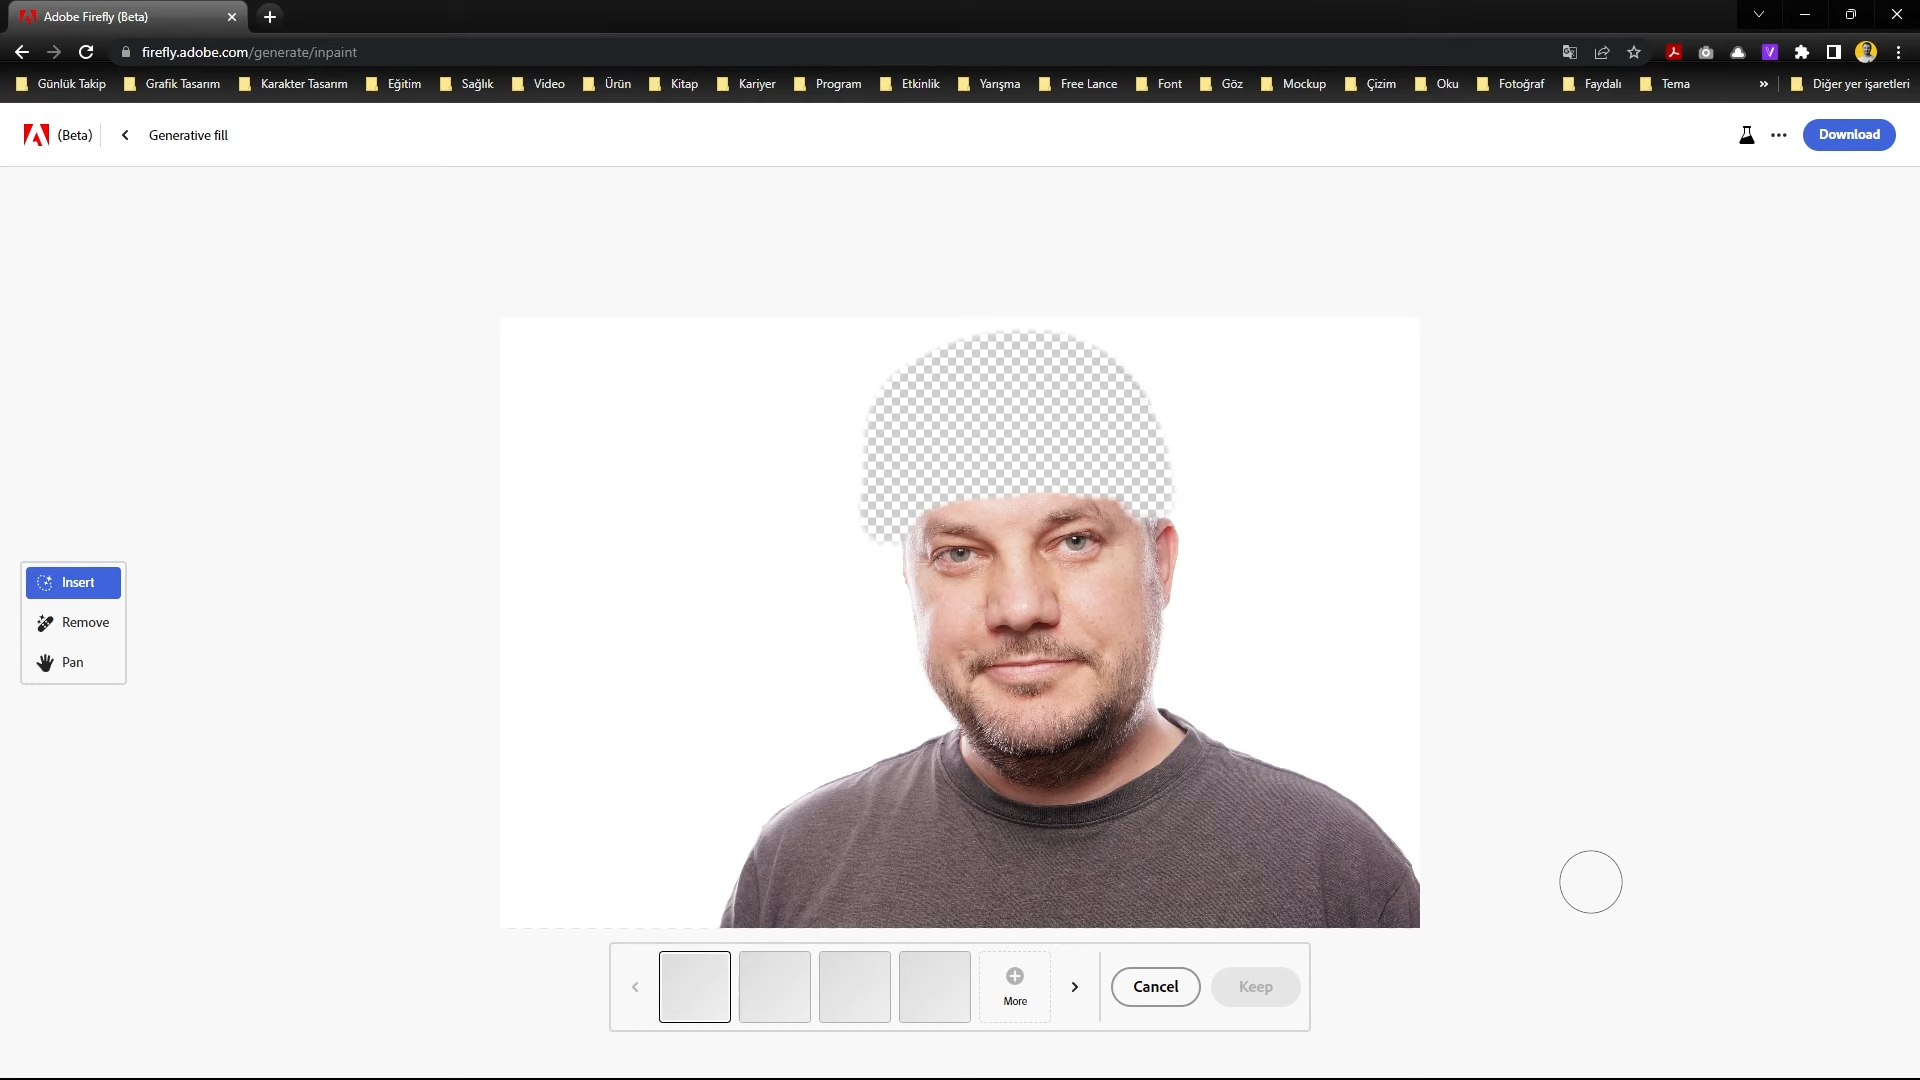 Adobe Firefly (Beta)
firefly.adobe.com/generate/inpaint
Günlük Takip Grafik Tasarım Karakter Tasarım Eğitim Sağlık Video Ürün Kitap Kariyer Program Etkinlik Yarışma Free Lance Font Göz Mockup Çizim Oku Fotoğraf Faydalı Tema » Diğer yer işaretleri
(Beta) Generative fill Download
Insert
Remove
Pan
More
Cancel Keep